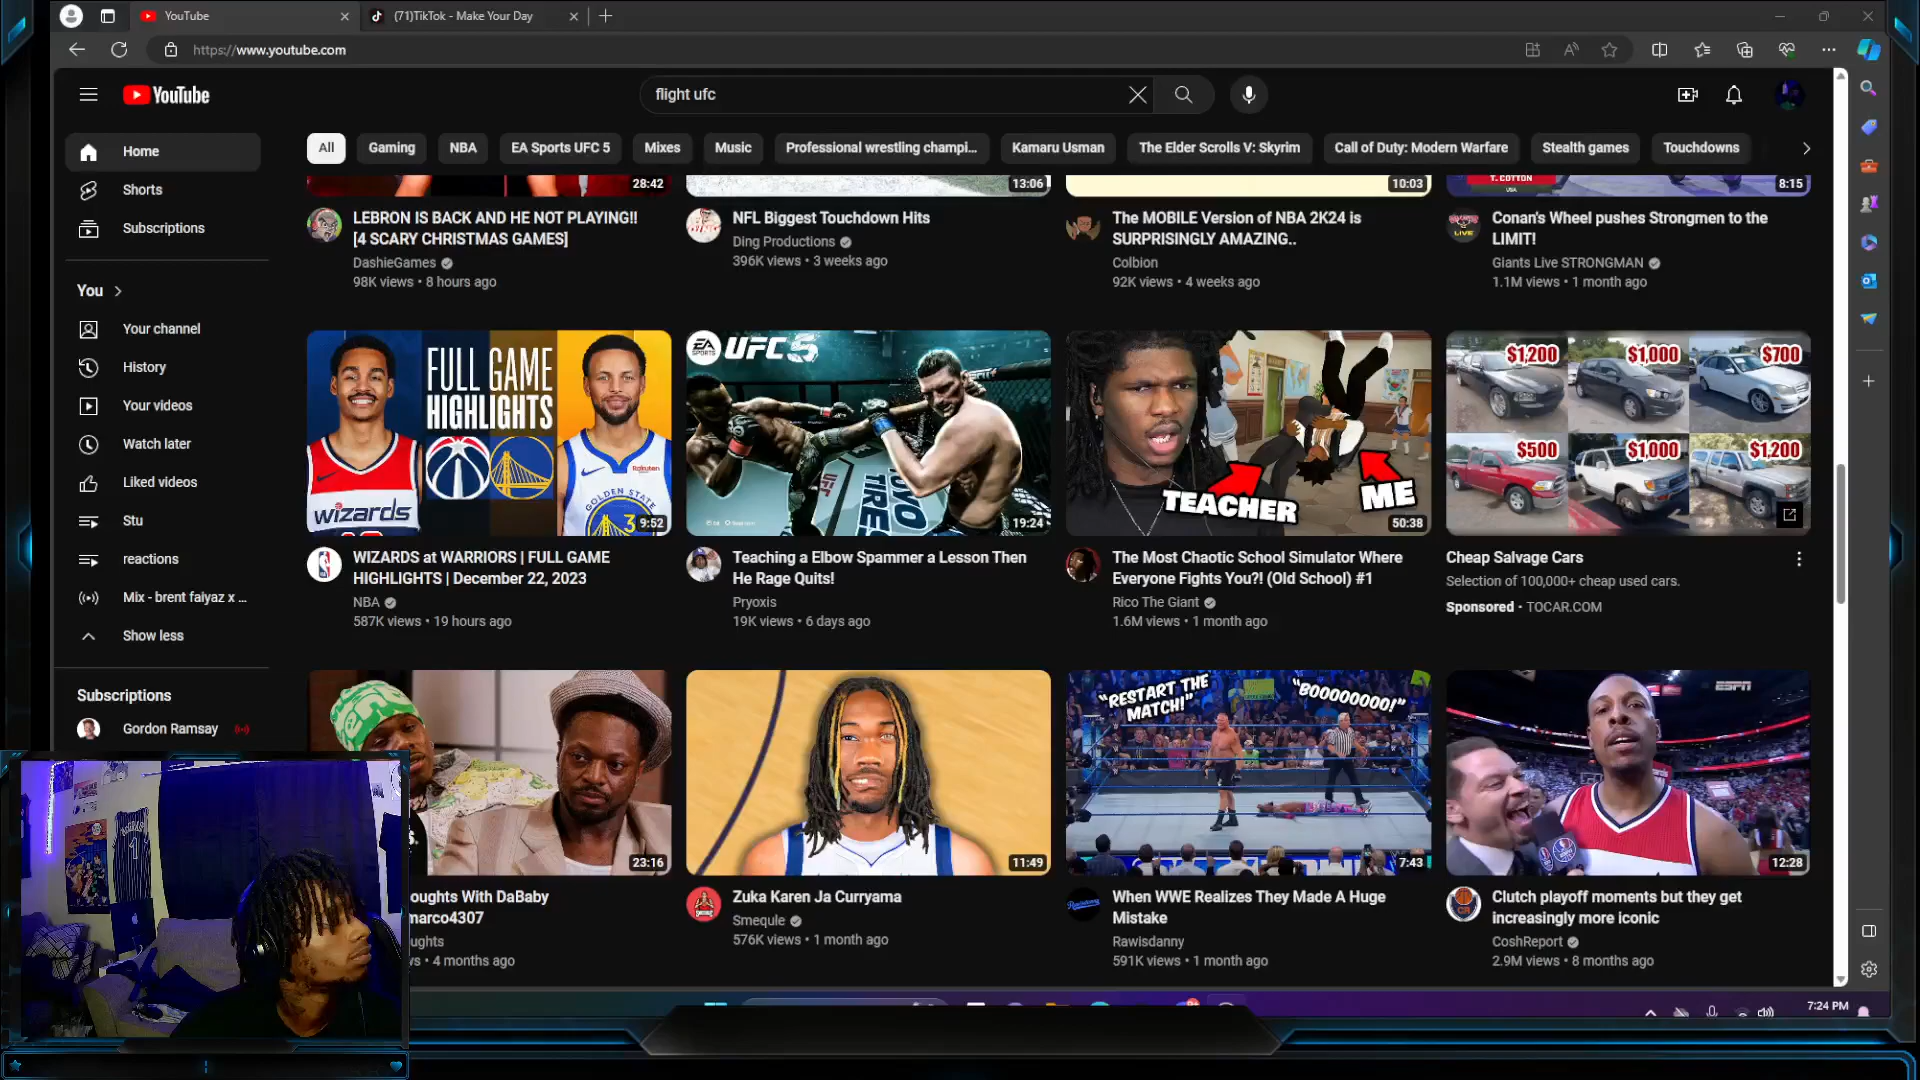 YouTube
(71)TikTok - Make Your Day
https://www.youtube.com
YouTube
flight ufc
All
Gaming
NBA
EA Sports UFC 5
Mixes
Music
Professional wrestling champi...
Kamaru Usman
The Elder Scrolls V: Skyrim
Call of Duty: Modern Warfare
Stealth games
Touchdowns
Home
Shorts
Subscriptions
You
Your channel
History
Your videos
Watch later
Liked videos
Stu
reactions
Mix - brent faiyaz x ...
Show less
Subscriptions
Gordon Ramsay
28:42
LEBRON IS BACK AND HE NOT PLAYING!!
[4 SCARY CHRISTMAS GAMES]
DashieGames
98K views • 8 hours ago
13:06
NFL Biggest Touchdown Hits
Ding Productions
396K views • 3 weeks ago
10:03
The MOBILE Version of NBA 2K24 is
SURPRISINGLY AMAZING..
Colbion
92K views • 4 weeks ago
T. COTTON
USA
8:15
Conan's Wheel pushes Strongmen to the
LIMIT!
Giants Live STRONGMAN
1.1M views • 1 month ago
FULL GAME
HIGHLIGHTS
WIZARDS
Rakuten
GOLDEN STATE
9:52
WIZARDS at WARRIORS | FULL GAME
HIGHLIGHTS | December 22, 2023
NBA
587K views • 19 hours ago
EA
SPORTS
UFC 5
19:24
Teaching a Elbow Spammer a Lesson Then
He Rage Quits!
Pryoxis
19K views • 6 days ago
TEACHER
ME
50:38
The Most Chaotic School Simulator Where
Everyone Fights You?! (Old School) #1
Rico The Giant
1.6M views • 1 month ago
$1,200
$1,000
$700
$500
$1,000
$1,200
Cheap Salvage Cars
Selection of 100,000+ cheap used cars.
Sponsored • TOCAR.COM
23:16
oughts With DaBaby
marco4307
ughts
s • 4 months ago
11:49
Zuka Karen Ja Curryama
Smequle
576K views • 1 month ago
"RESTART THE
MATCH!"
"BOOOOOOO!"
7:43
When WWE Realizes They Made A Huge
Mistake
Rawisdanny
591K views • 1 month ago
ESPN
12:28
Clutch playoff moments but they get
increasingly more iconic
CoshReport
2.9M views • 8 months ago
7:24 PM